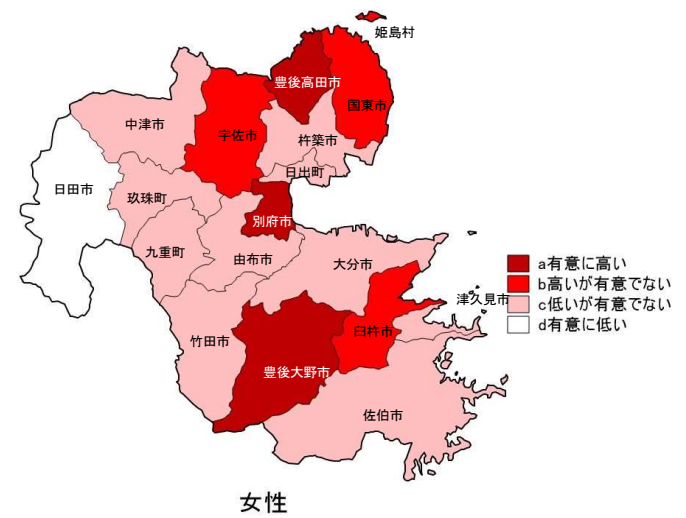 姫島村
豊後高田市
国東市
中津市
宇佐市
杵築市
日出町
日田市
玖珠町
別府市
九重町
由布市
大分市
a有意に高い
b高いが有意でない
c低いが有意でない
d有意に低い
津久見市
臼杵市
竹田市
豊後大野市
佐伯市
女性